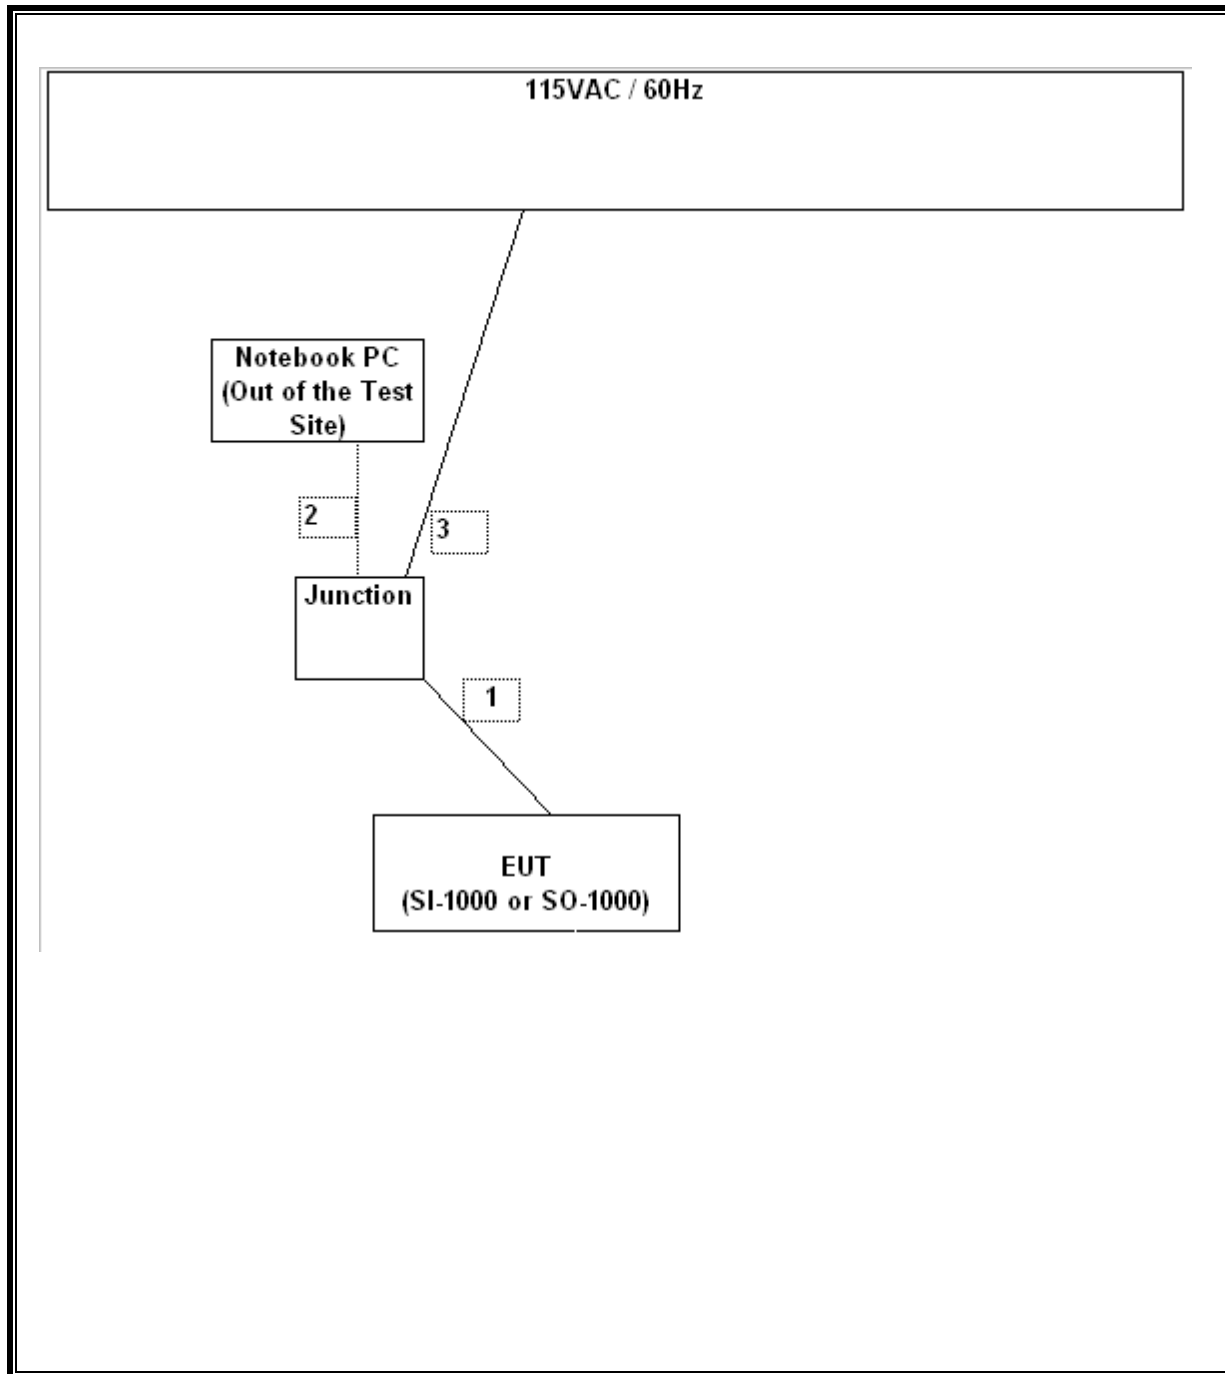 115VAC / 60Hz
Notebook PC
(Out of the Test
Site)
2
3
Junction
1
EUT
(SI-1000 or SO-1000)